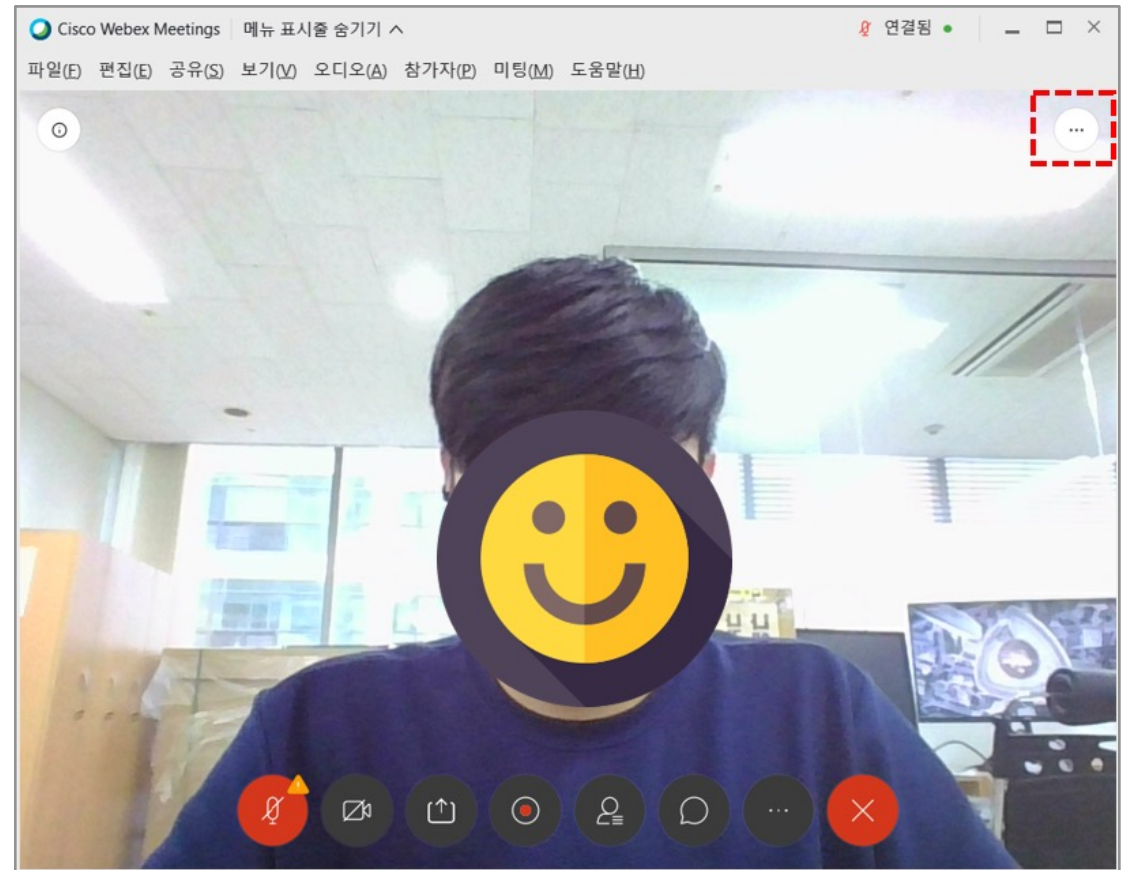 Cisco Webex Meetings 메뉴 표시줄 숨기기 연결됨
파일(F) 편집(E) 공유(S) 보기(V) 오디오(A) 참가자(P) 미팅(M) 도움말(H)